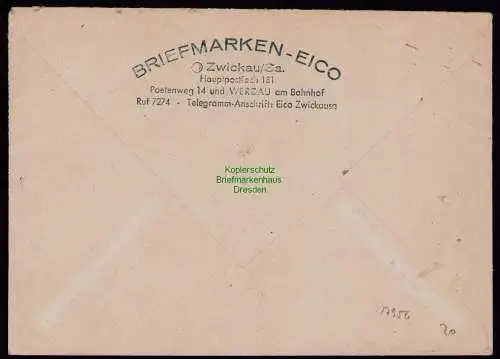 BRIEFMARKEN-EICO
Zwickau/Sa.
Hauptpostfach 181
Poetenweg 14 und WERDAU am Bahnhof
Ruf 7274 - Telegramm-Anschrift: Eico Zwickausa
Kopierschutz
Briefmarkenhaus
Dresden
20